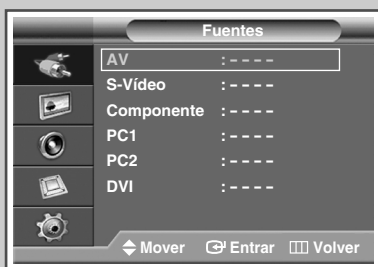 Fuentes
AV : - - - -
S-Vídeo : - - - -
Componente : - - - -
PC1 : - - - -
PC2 : - - - -
DVI : - - - -
Mover Entrar Volver